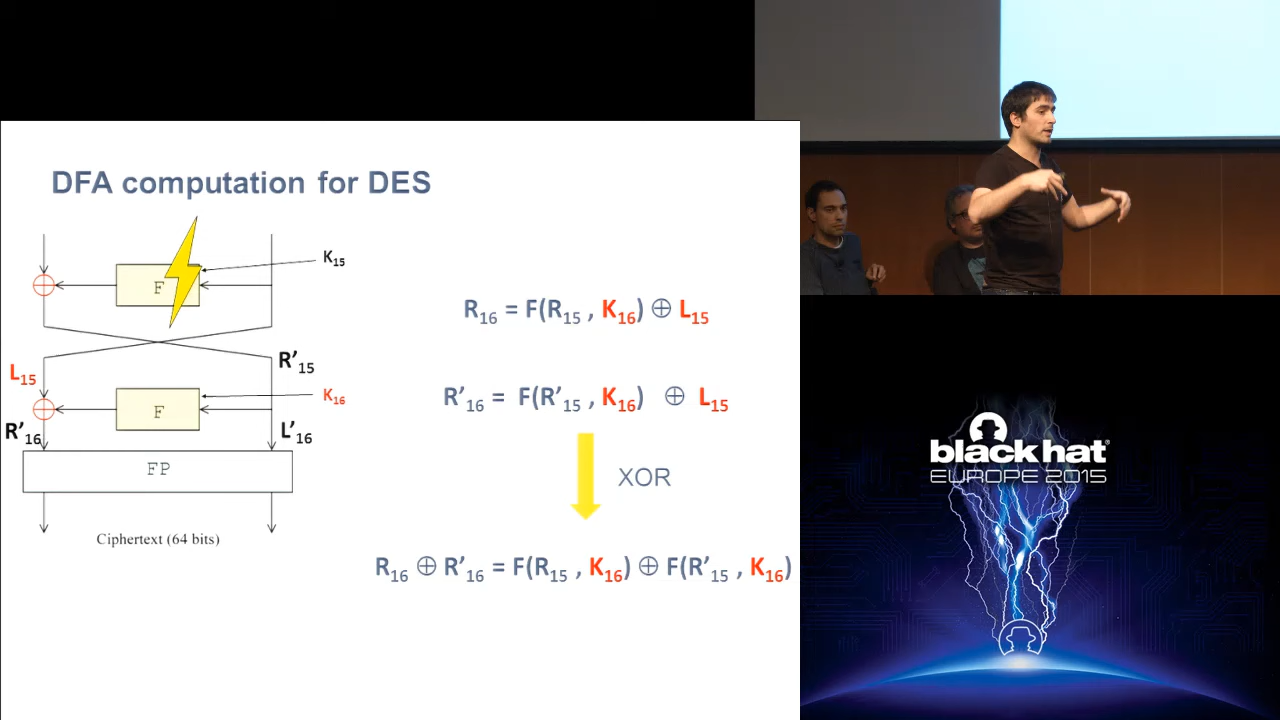 DFA computation for DES
F
K15
R16 = F(R15 , K16) ⊕ L15
L15
R'15
F
K16
R'16 = F(R'15 , K16) ⊕ L15
R'16
L'16
FP
XOR
Ciphertext (64 bits)
R16 ⊕ R'16 = F(R15 , K16) ⊕ F(R'15 , K16)
black hat
EUROPE 2015